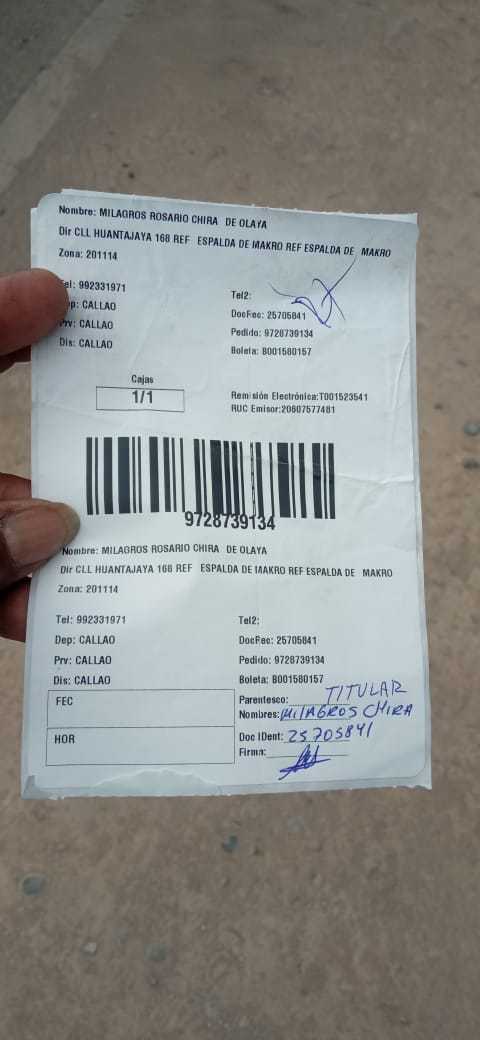 Nombre: MILAGROS ROSARIO CHIRA DE OLAYA
Dir CLL HUANTAJAYA 168 REF ESPALDA DE MAKRO REF ESPALDA DE MAKRO
Zona: 201114
Tel: 992331971
Tel2:
Dep: CALLAO
DocFec: 25705841
Prv: CALLAO
Pedido: 9728739134
Dis: CALLAO
Boleta: B001580157
Cajas
1/1
Remisión Electrónica:T001523541
RUC Emisor:20607577481
9728739134
Nombre: MILAGROS ROSARIO CHIRA DE OLAYA
Dir CLL HUANTAJAYA 168 REF ESPALDA DE MAKRO REF ESPALDA DE MAKRO
Zona: 201114
Tel: 992331971
Tel2:
Dep: CALLAO
DocFec: 25705841
Prv: CALLAO
Pedido: 9728739134
Dis: CALLAO
Boleta: B001580157
FEC
Parentesco: TITULAR
Nombres: MILAGROS CHIRA
HOR
Doc IDent: 25705841
Firma: